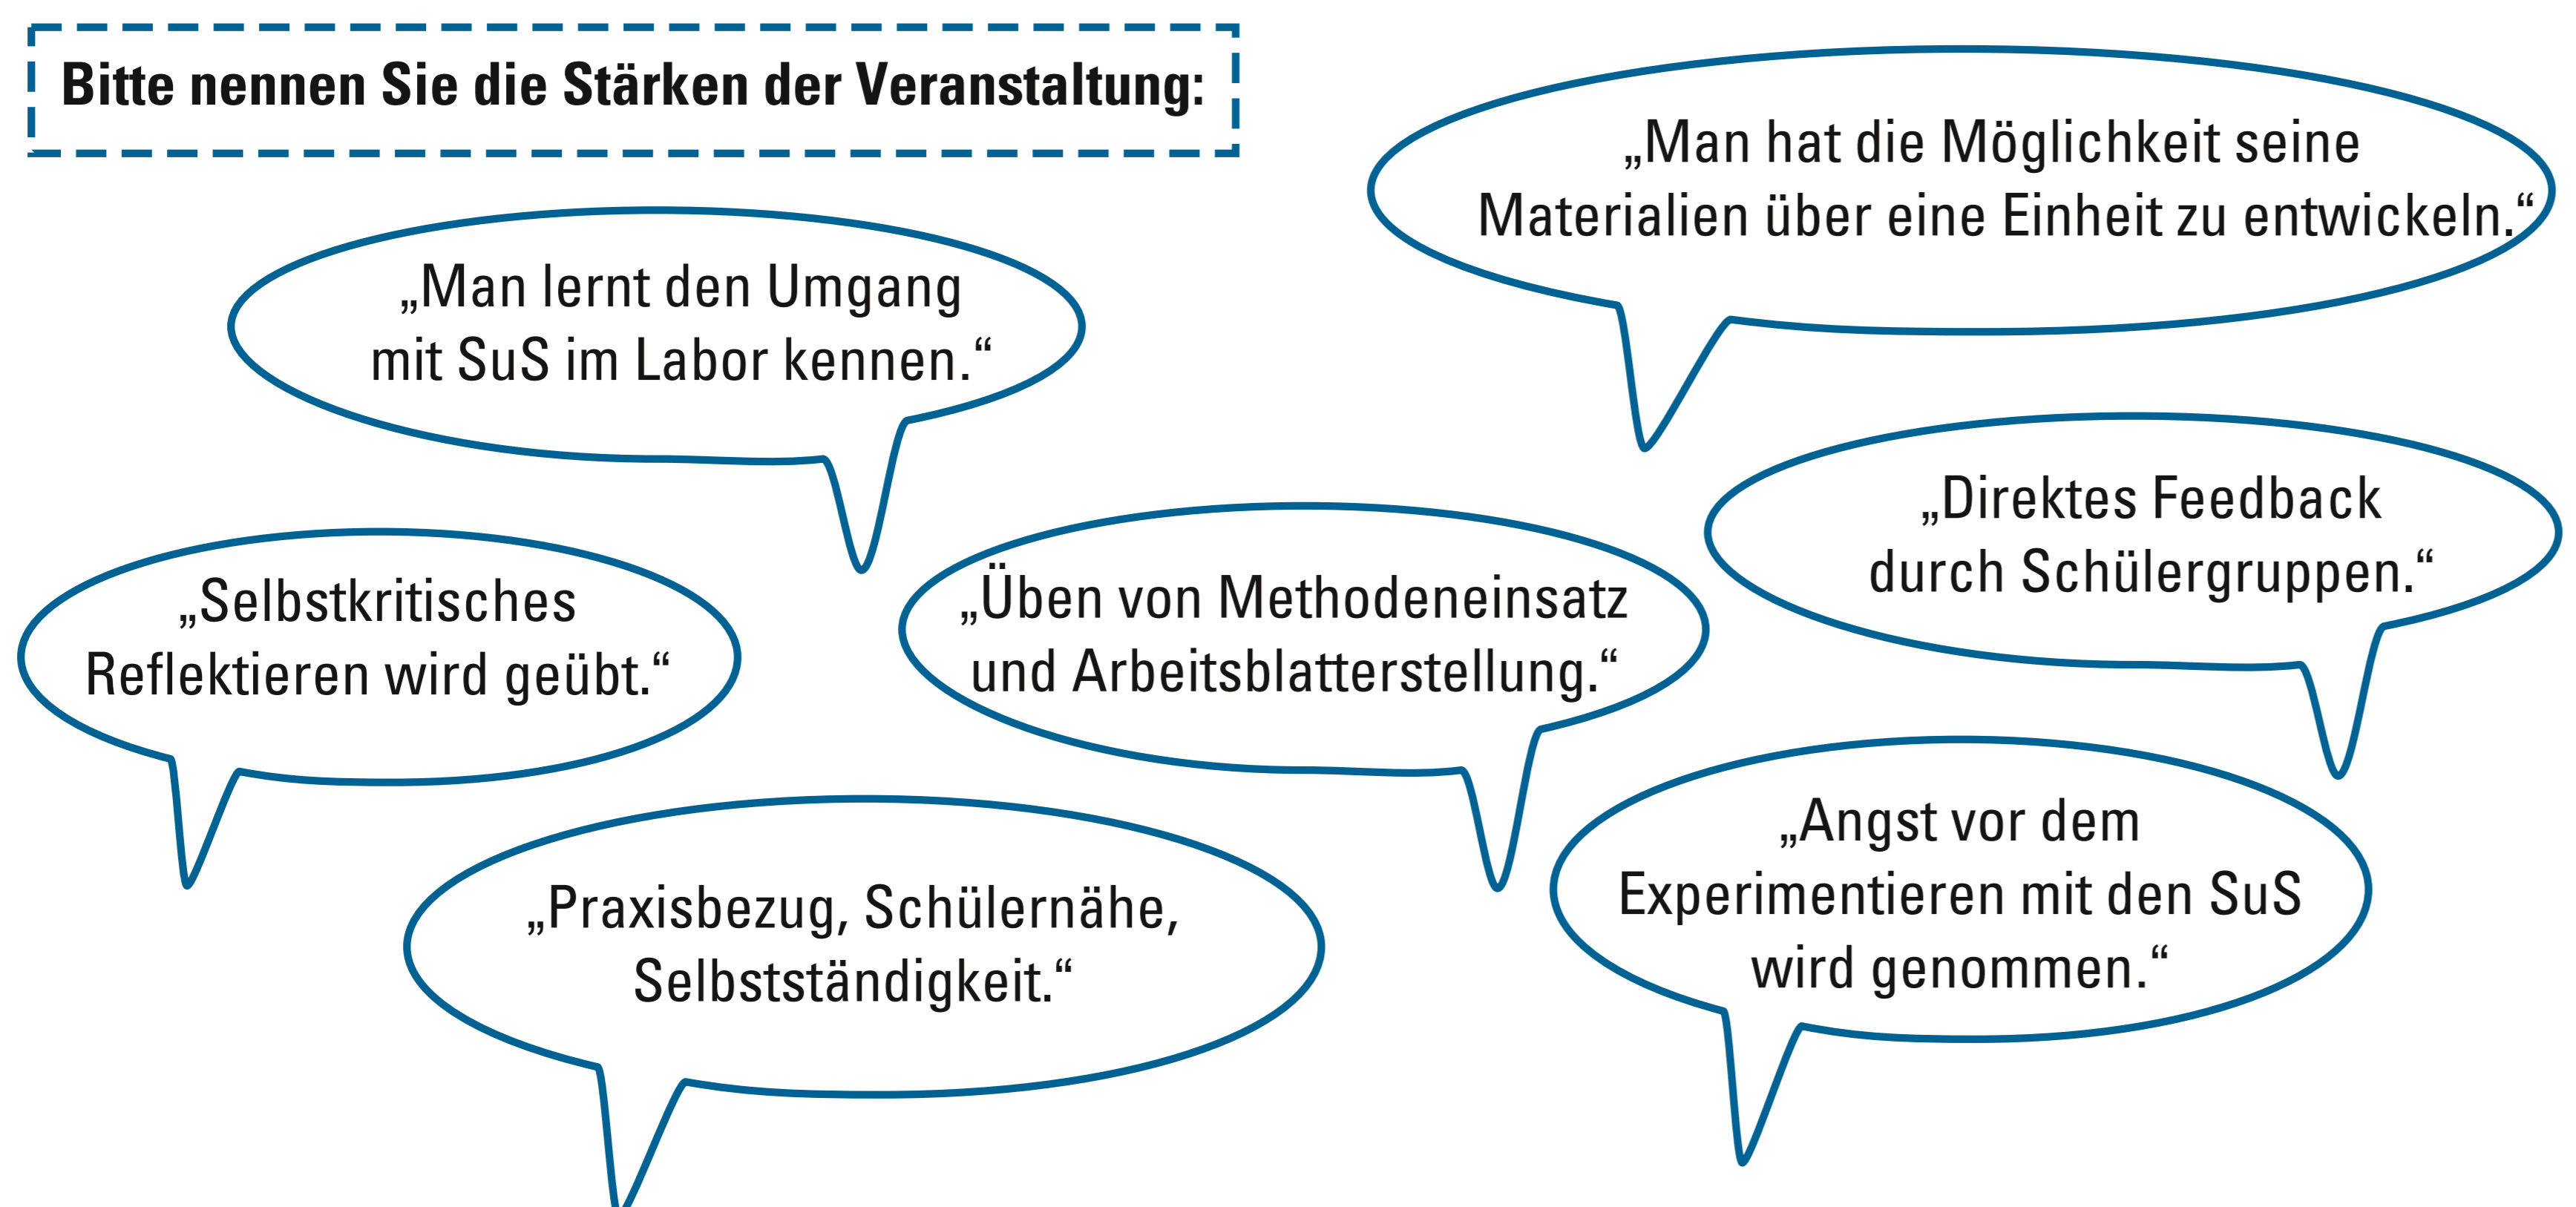 Bitte nennen Sie die Stärken der Veranstaltung:
„Man hat die Möglichkeit seine
Materialien über eine Einheit zu entwickeln.“
„Man lernt den Umgang
mit SuS im Labor kennen.“
„Direktes Feedback
durch Schülergruppen.“
„Selbstkritisches
Reflektieren wird geübt.“
„Üben von Methodeneinsatz
und Arbeitsblatterstellung.“
„Angst vor dem
Experimentieren mit den SuS
wird genommen.“
„Praxisbezug, Schülernähe,
Selbstständigkeit.“